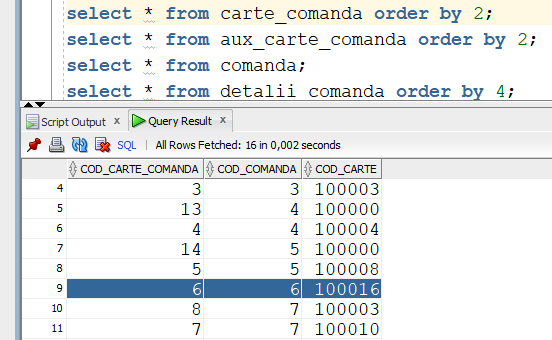 select * from carte_comanda order by 2;
select * from aux_carte_comanda order by 2;
select * from comanda;
select * from detalii_comanda order by 4;
Script Output x Query Result x
SQL | All Rows Fetched: 16 in 0,002 seconds
COD_CARTE_COMANDA COD_COMANDA COD_CARTE
4 3 3 100003
5 13 4 100000
6 4 4 100004
7 14 5 100000
8 5 5 100008
9 6 6 100016
10 8 7 100003
11 7 7 100010